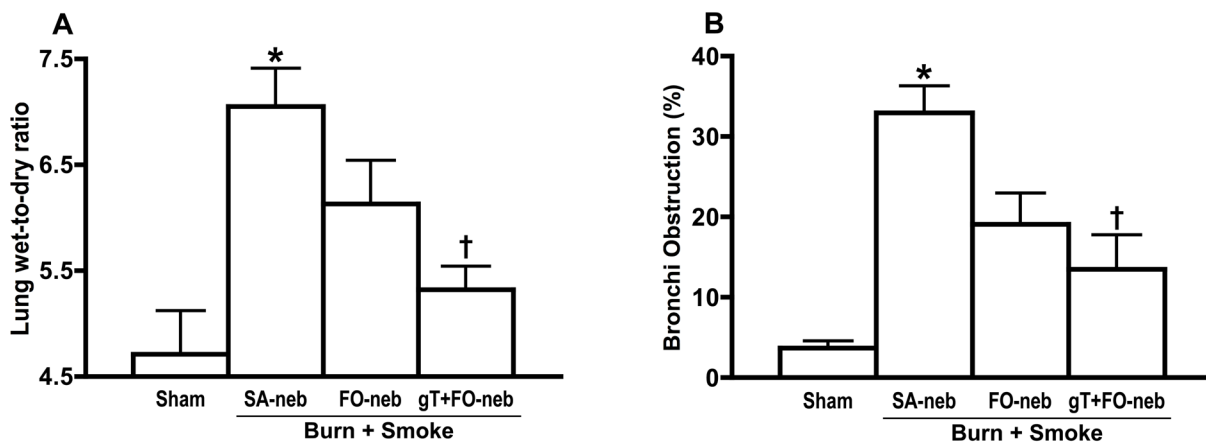 A
Lung wet-to-dry ratio
7.5
6.5
5.5
4.5
*
†
Sham
SA-neb
FO-neb
gT+FO-neb
Burn + Smoke
B
Bronchi Obstruction (%)
40
30
20
10
0
*
†
Sham
SA-neb
FO-neb
gT+FO-neb
Burn + Smoke